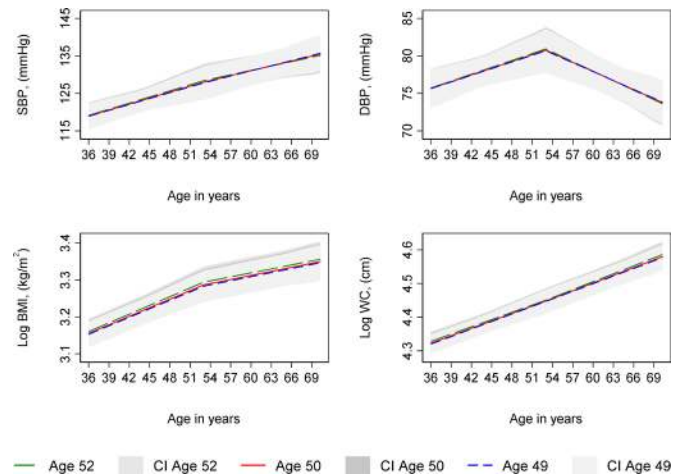 SBP, (mmHg)
145
135
125
115
36 39 42 45 48 51 54 57 60 63 66 69
Age in years
DBP, (mmHg)
85
80
75
70
36 39 42 45 48 51 54 57 60 63 66 69
Age in years
Log BMI, (kg/m²)
3.4
3.3
3.2
3.1
36 39 42 45 48 51 54 57 60 63 66 69
Age in years
Log WC, (cm)
4.6
4.5
4.4
4.3
36 39 42 45 48 51 54 57 60 63 66 69
Age in years
Age 52 CI Age 52 Age 50 CI Age 50 Age 49 CI Age 49